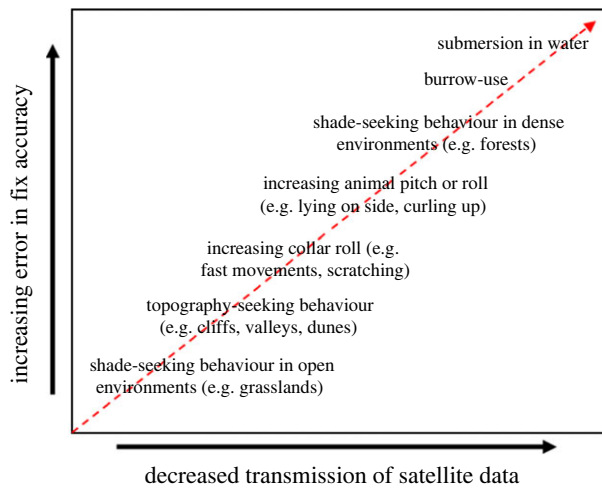 submersion in water
burrow-use
shade-seeking behaviour in dense
environments (e.g. forests)
increasing animal pitch or roll
(e.g. lying on side, curling up)
increasing collar roll (e.g.
fast movements, scratching)
topography-seeking behaviour
(e.g. cliffs, valleys, dunes)
shade-seeking behaviour in open
environments (e.g. grasslands)
increasing error in fix accuracy
decreased transmission of satellite data